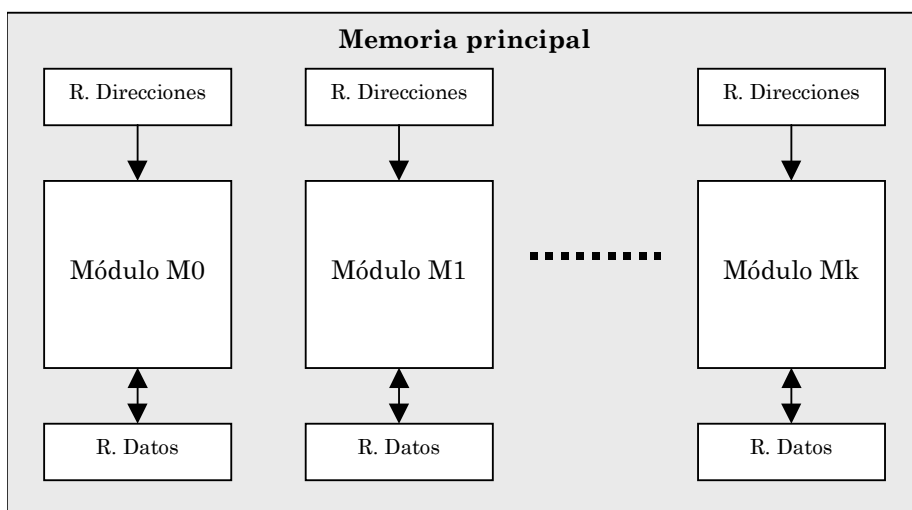 Memoria principal
R. Direcciones
R. Direcciones
R. Direcciones
Módulo M0
Módulo M1
Módulo Mk
R. Datos
R. Datos
R. Datos